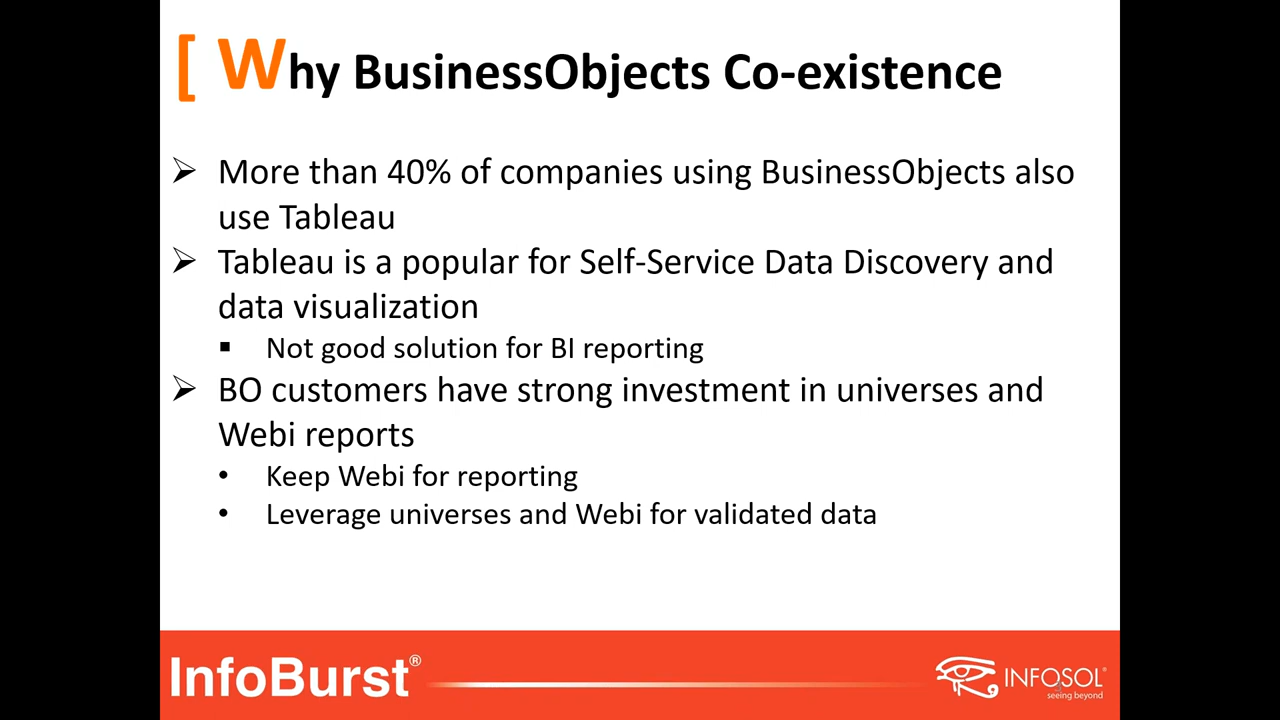 [ Why BusinessObjects Co-existence
➢ More than 40% of companies using BusinessObjects also
use Tableau
➢ Tableau is a popular for Self-Service Data Discovery and
data visualization
▪ Not good solution for BI reporting
➢ BO customers have strong investment in universes and
Webi reports
• Keep Webi for reporting
• Leverage universes and Webi for validated data
InfoBurst®
INFOSOL®
seeing beyond